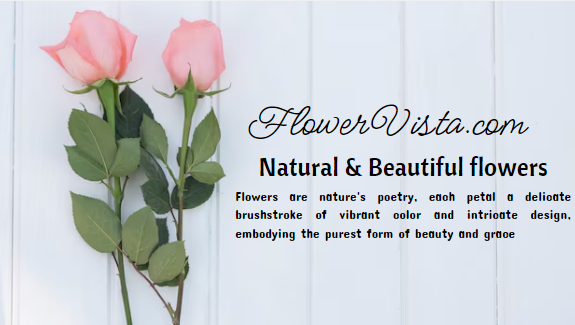 FlowerVista.com
Natural & Beautiful flowers
Flowers are nature's poetry, each petal a delicate
brushstroke of vibrant color and intricate design,
embodying the purest form of beauty and grace